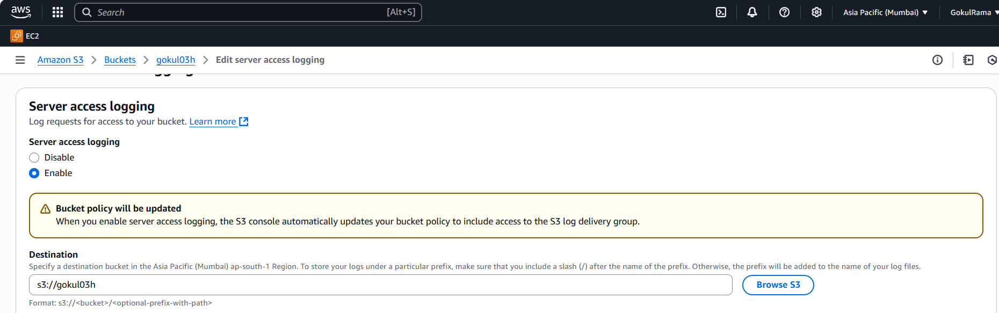 aws
Search [Alt+S]
Asia Pacific (Mumbai)
GokulRama
EC2
Amazon S3 > Buckets > gokul03h > Edit server access logging
Server access logging
Log requests for access to your bucket. Learn more
Server access logging
Disable
Enable
Bucket policy will be updated
When you enable server access logging, the S3 console automatically updates your bucket policy to include access to the S3 log delivery group.
Destination
Specify a destination bucket in the Asia Pacific (Mumbai) ap-south-1 Region. To store your logs under a particular prefix, make sure that you include a slash (/) after the name of the prefix. Otherwise, the prefix will be added to the name of your log files.
s3://gokul03h
Browse S3
Format: s3://<bucket>/<optional-prefix-with-path>